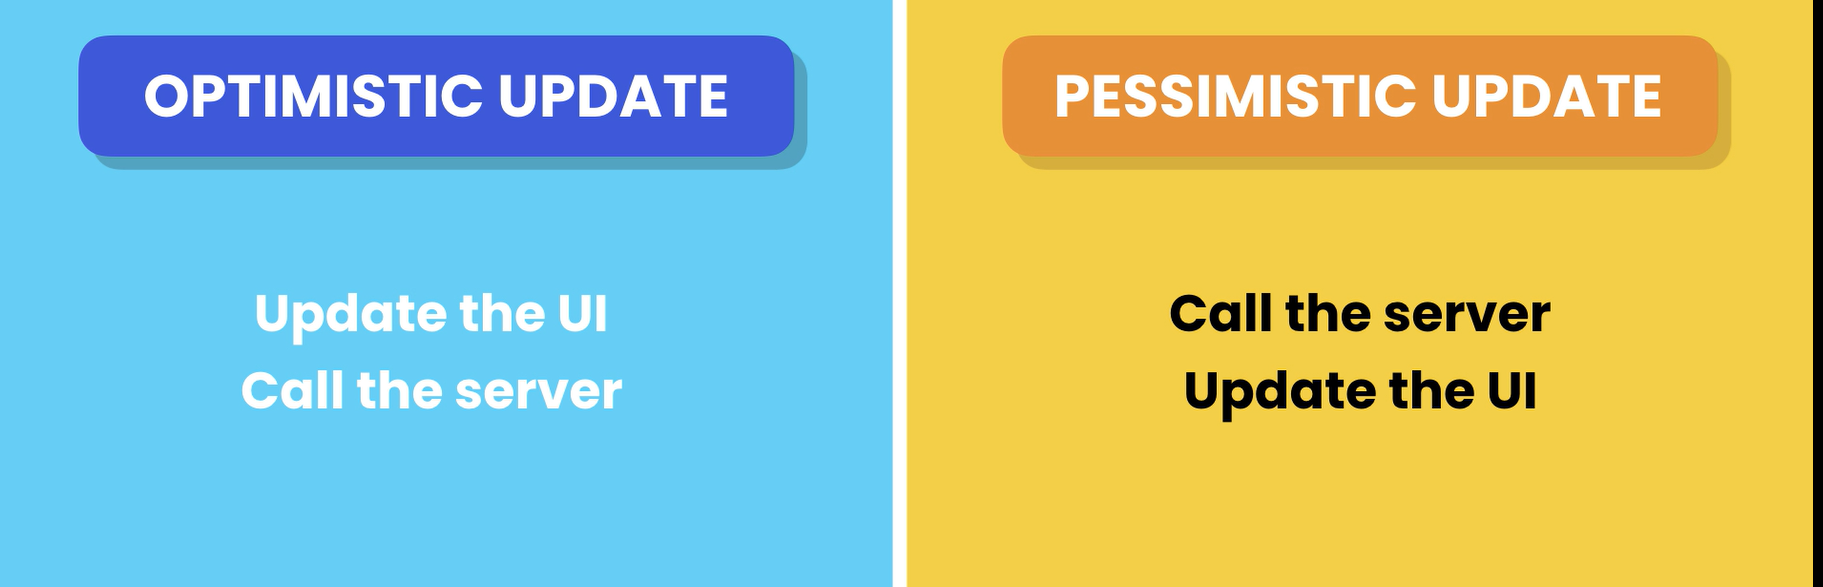 OPTIMISTIC UPDATE
Update the UI
Call the server
PESSIMISTIC UPDATE
Call the server
Update the UI